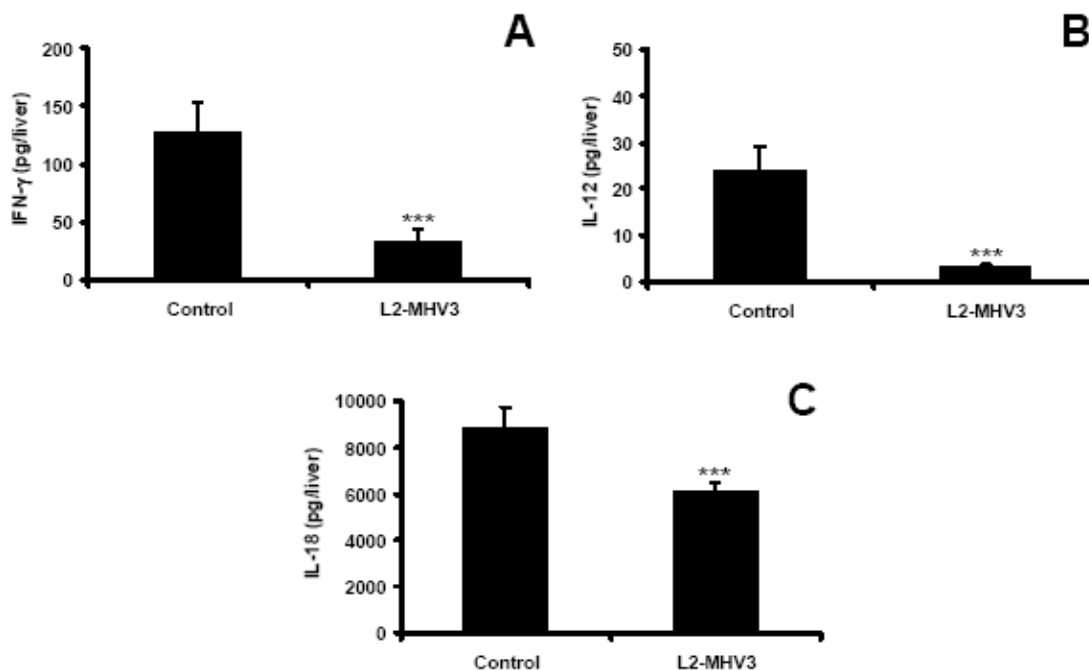 A
IFN-γ (pg/liver)
200
150
100
50
0
***
Control
L2-MHV3
B
IL-12 (pg/liver)
50
40
30
20
10
0
***
Control
L2-MHV3
C
IL-18 (pg/liver)
10000
8000
6000
4000
2000
0
***
Control
L2-MHV3